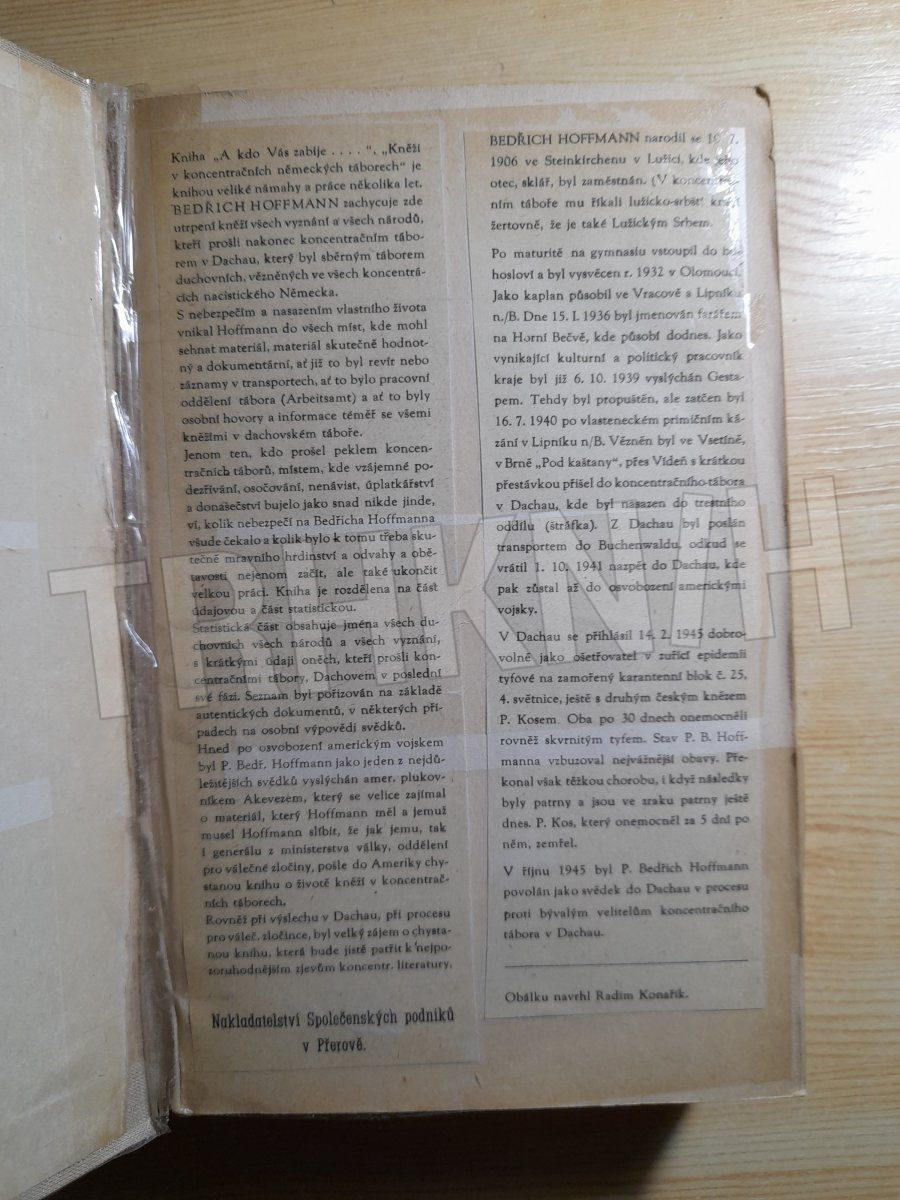 Kniha „A kdo Vás zabije . . . . “, „Kněží
v koncentračních německých táborech“ je
knihou veliké námahy a práce několika let.
BEDŘICH HOFFMANN zachycuje zde
utrpení kněží všech vyznání a všech národů,
kteří prošli nakonec koncentračním tábo-
rem v Dachau, který byl sběrným táborem
duchovních, vězněných ve všech koncentrá-
cích nacistického Německa.
S nebezpečím a nasazením vlastního života
vnikal Hoffmann do všech míst, kde mohl
sehnat materiál, materiál skutečně hodnot-
ný a dokumentární, ať již to byl revír nebo
záznamy v transportech, ať to bylo pracovní
oddělení tábora (Arbeitsamt) a ať to byly
osobní hovory a informace téměř se všemi
kněžími v dachovském táboře.
Jenom ten, kdo prošel peklem koncen-
tračních táborů, místem, kde vzájemné po-
dezřívání, osočování, nenávist, úplatkářství
a donašečství bujelo jako snad nikde jinde,
ví, kolik nebezpečí na Bedřicha Hoffmanna
všude čekalo a kolik bylo k tomu třeba sku-
tečně mravního hrdinství a odvahy a obě-
tavosti nejenom začít, ale také ukončit
velkou práci. Kniha je rozdělena na část
údajovou a část statistickou.
Statistická část obsahuje jména všech du-
chovních všech národů a všech vyznání,
s krátkými údaji oněch, kteří prošli kon-
centračními tábory, Dachovem v poslední
své fázi. Seznam byl pořizován na základě
autentických dokumentů, v některých pří-
padech na osobní výpovědi svědků.
Hned po osvobození americkým vojskem
byl P. Bedř. Hoffmann jako jeden z nejdů-
ležitějších svědků vyslýchán amer. plukov-
níkem Akevezem, který se velice zajímal
o materiál, který Hoffmann měl a jemuž
musel Hoffmann slíbit, že jak jemu, tak
i generálu z ministerstva války, oddělení
pro válečné zločiny, pošle do Ameriky chy-
stanou knihu o životě kněží v koncentrač-
ních táborech.
Rovněž při výslechu v Dachau, při procesu
pro váleč. zločince, byl velký zájem o chysta-
nou knihu, která bude jistě patřit k nejpo-
zoruhodnějším zjevům koncentr. literatury.
Nakladatelství Společenských podniků
v Přerově.
BEDŘICH HOFFMANN narodil se 10. 7.
1906 ve Steinkirchenu v Lužici, kde jeho
otec, sklář, byl zaměstnán. (V koncentrač-
ním táboře mu říkali lužicko-srbští kněží
žertovně, že je také Lužickým Srbem.
Po maturitě na gymnasiu vstoupil do bo-
hosloví a byl vysvěcen r. 1932 v Olomouci.
Jako kaplan působil ve Vracově a Lipníku
n./B. Dne 15. I. 1936 byl jmenován farářem
na Horní Bečvě, kde působí dodnes. Jako
vynikající kulturní a politický pracovník
kraje byl již 6. 10. 1939 vyslýchán Gesta-
pem. Tehdy byl propuštěn, ale zatčen byl
16. 7. 1940 po vlasteneckém primičním ká-
zání v Lipníku n/B. Vězněn byl ve Vsetíně,
v Brně „Pod kaštany“, přes Vídeň s krátkou
přestávkou přišel do koncentračního tábora
v Dachau, kde byl nasazen do trestního
oddílu (štráfka). Z Dachau byl poslán
transportem do Buchenwaldu, odkud se
vrátil 1. 10. 1941 nazpět do Dachau, kde
pak zůstal až do osvobození americkými
vojsky.
V Dachau se přihlásil 14. 2. 1945 dobro-
volně jako ošetřovatel v zuřící epidemii
tyfové na zamořený karantenní blok č. 25,
4. světnice, ještě s druhým českým knězem
P. Kosem. Oba po 30 dnech onemocněli
rovněž skvrnitým tyfem. Stav P. B. Hoff-
manna vzbuzoval nejvážnější obavy. Pře-
konal však těžkou chorobu, i když následky
byly patrny a jsou ve zraku patrny ještě
dnes. P. Kos, který onemocněl za 5 dní po
něm, zemřel.
V říjnu 1945 byl P. Bedřich Hoffmann
povolán jako svědek do Dachau v procesu
proti bývalým velitelům koncentračního
tábora v Dachau.
Obálku navrhl Radim Konařík.